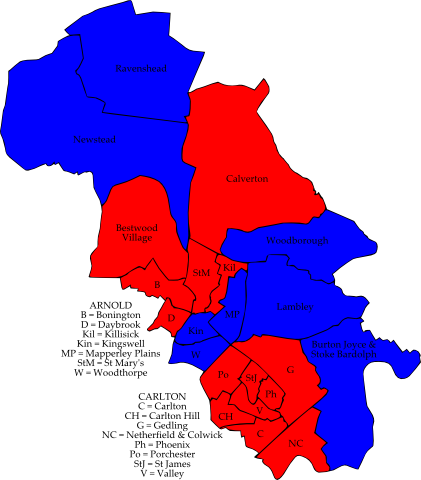 Ravenshead
Newstead
Calverton
Bestwood
Village
Woodborough
StM
Kil
B
Lambley
D
MP
Kin
Burton Joyce &
Stoke Bardolph
W
Po
StJ
G
Ph
V
CH
C
NC
ARNOLD
B = Bonington
D = Daybrook
Kil = Killisick
Kin = Kingswell
MP = Mapperley Plains
StM = St Mary's
W = Woodthorpe
CARLTON
C = Carlton
CH = Carlton Hill
G = Gedling
NC = Netherfield & Colwick
Ph = Phoenix
Po = Porchester
StJ = St James
V = Valley